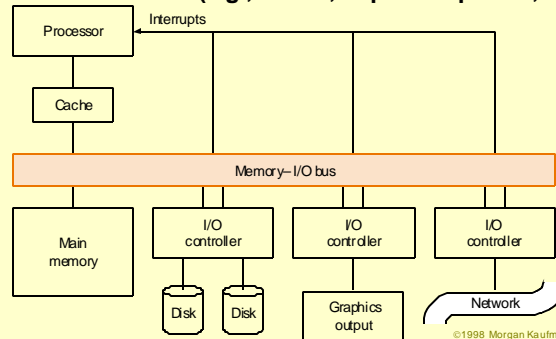 Processor
Interrupts
Cache
Memory–I/O bus
Main
memory
I/O
controller
I/O
controller
I/O
controller
Disk
Disk
Graphics
output
Network
©1998 Morgan Kaufm